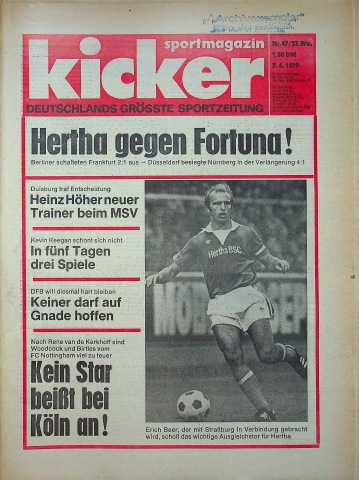 "Archivexemplar"
sportmagazin
kicker
DEUTSCHLANDS GRÖSSTE SPORTZEITUNG
Nr. 47/23. Wo.
1,50 DM
7. 6. 1979
Hertha gegen Fortuna!
Berliner schalteten Frankfurt 2:1 aus — Düsseldorf besiegte Nürnberg in der Verlängerung 4:1
Duisburg traf Entscheidung
Heinz Höher neuer
Trainer beim MSV
Kevin Keegan schont sich nicht
In fünf Tagen
drei Spiele
DFB will diesmal hart bleiben
Keiner darf auf
Gnade hoffen
Nach Rene van de Kerkhoff sind
Woodcock und Birtles vom
FC Nottingham viel zu teuer
Kein Star
beißt bei
Köln an!
Hertha BSC
Erich Beer, der mit Straßburg in Verbindung gebracht
wird, schoß das wichtige Ausgleichstor für Hertha